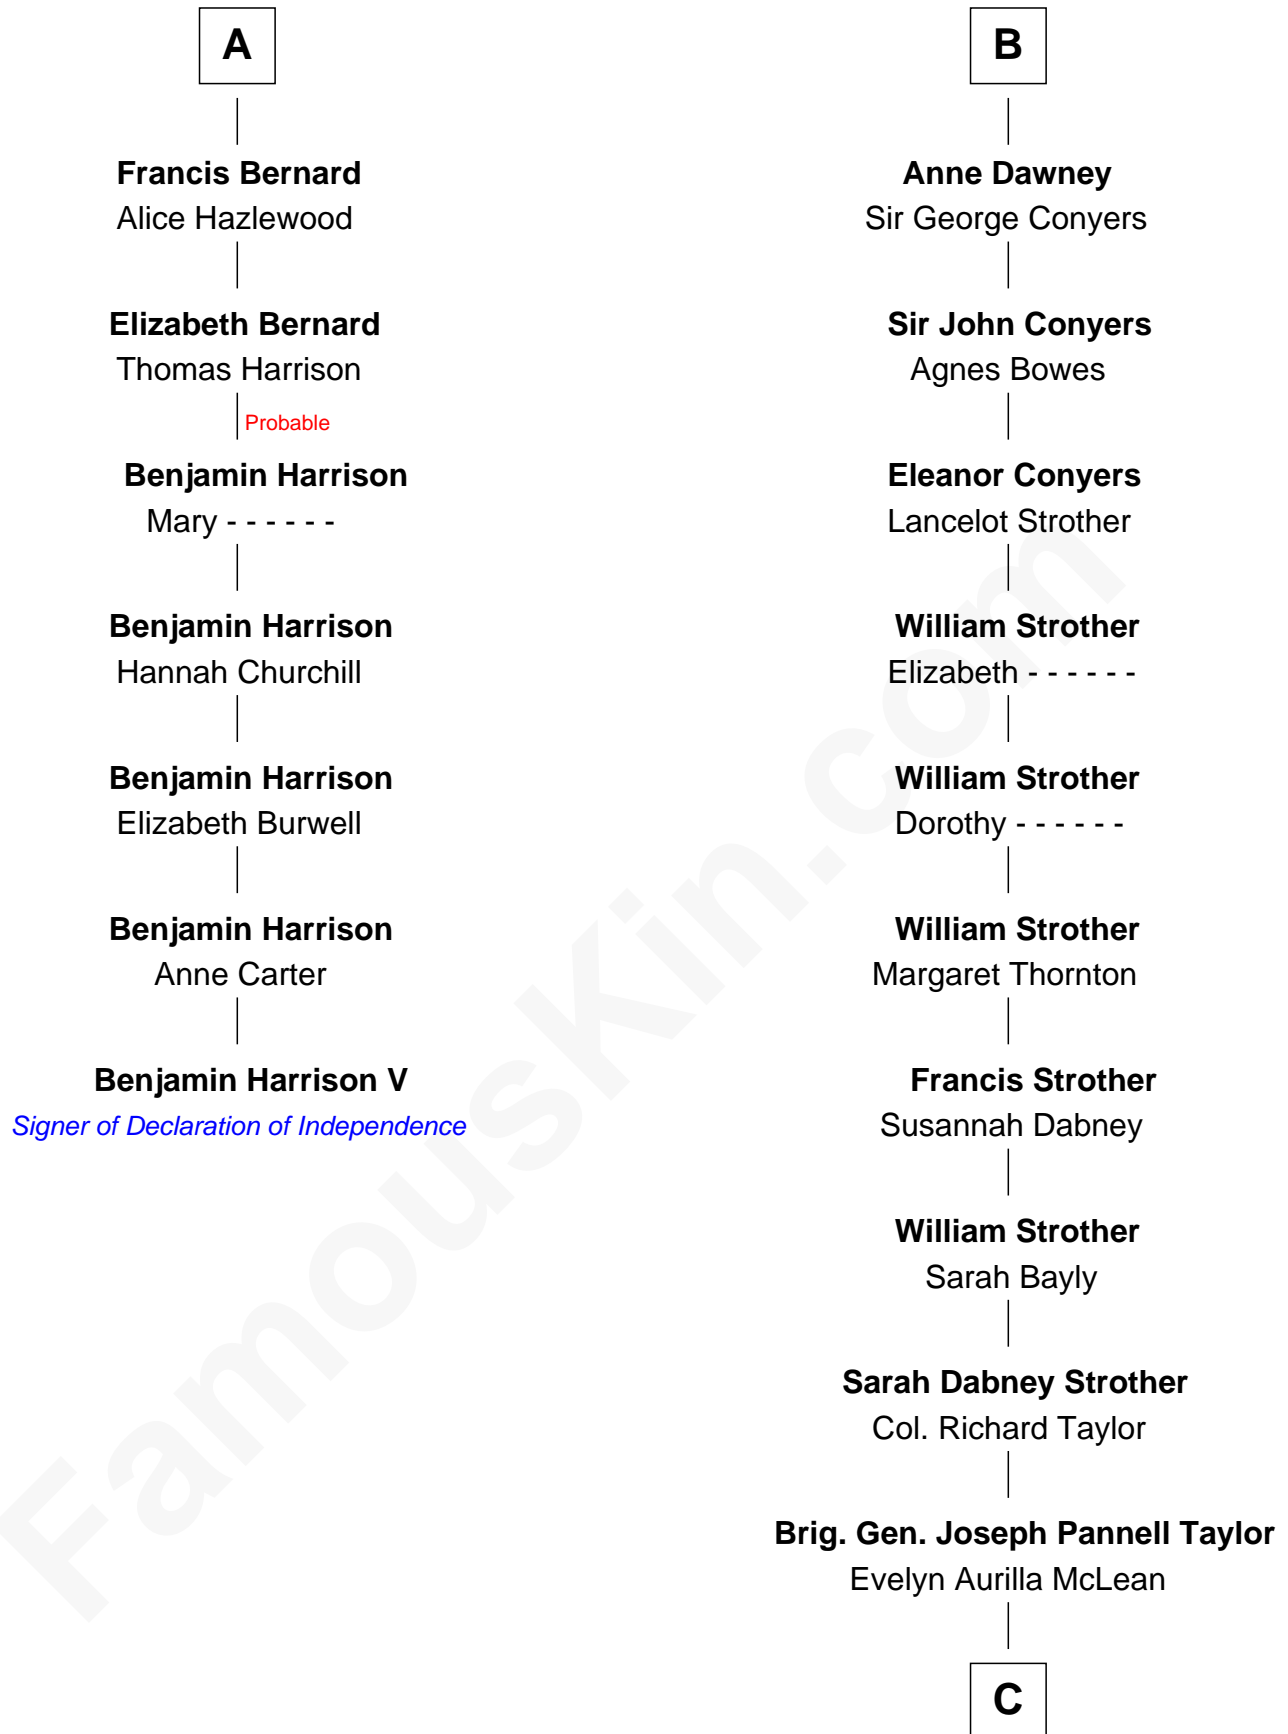 A
Francis Bernard
Alice Hazlewood
Elizabeth Bernard
Thomas Harrison
Probable
Benjamin Harrison
Mary - - - - - -
Benjamin Harrison
Hannah Churchill
Benjamin Harrison
Elizabeth Burwell
Benjamin Harrison
Anne Carter
Benjamin Harrison V
Signer of Declaration of Independence
B
Anne Dawney
Sir George Conyers
Sir John Conyers
Agnes Bowes
Eleanor Conyers
Lancelot Strother
William Strother
Elizabeth - - - - - -
William Strother
Dorothy - - - - - -
William Strother
Margaret Thornton
Francis Strother
Susannah Dabney
William Strother
Sarah Bayly
Sarah Dabney Strother
Col. Richard Taylor
Brig. Gen. Joseph Pannell Taylor
Evelyn Aurilla McLean
C
FamousKin.com